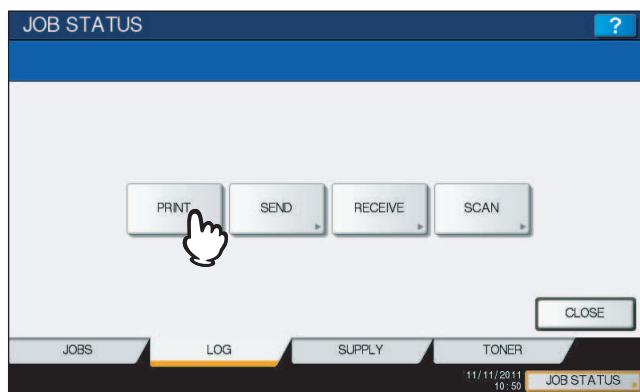 JOB STATUS ?
PRINT SEND RECEIVE SCAN
CLOSE
JOBS LOG SUPPLY TONER
11/11/2011
10:50 JOB STATUS